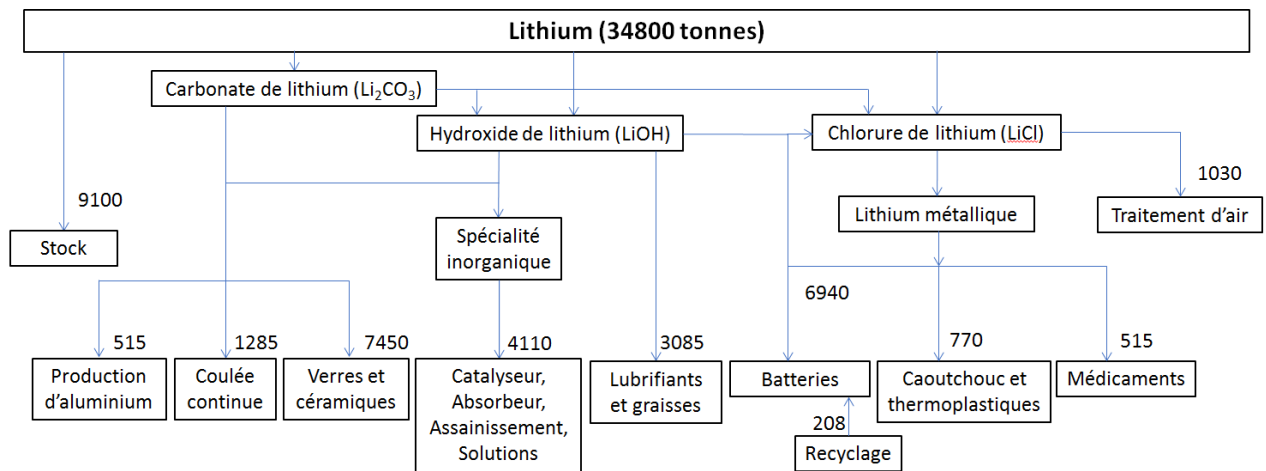 Lithium (34800 tonnes)
Carbonate de lithium (Li₂CO₃)
Hydroxide de lithium (LiOH)
Chlorure de lithium (LiCl)
9100
1030
Stock
Spécialité
inorganique
Lithium métallique
Traitement d'air
6940
515
1285
7450
4110
3085
770
515
Production
d'aluminium
Coulée
continue
Verres et
céramiques
Catalyseur,
Absorbeur,
Assainissement,
Solutions
Lubrifiants
et graisses
Batteries
Caoutchouc et
thermoplastiques
Médicaments
208
Recyclage